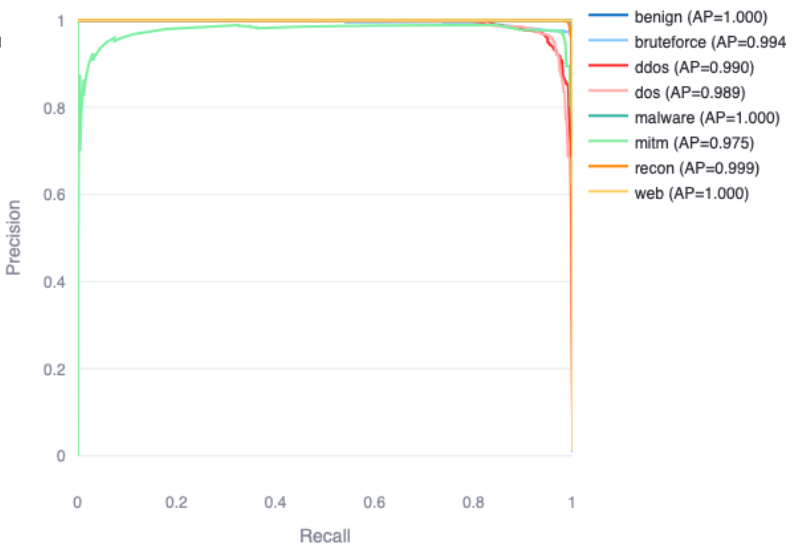 1
0.8
0.6
0.4
0.2
0
Precision
0
0.2
0.4
0.6
0.8
1
Recall
benign (AP=1.000)
bruteforce (AP=0.994
ddos (AP=0.990)
dos (AP=0.989)
malware (AP=1.000)
mitm (AP=0.975)
recon (AP=0.999)
web (AP=1.000)